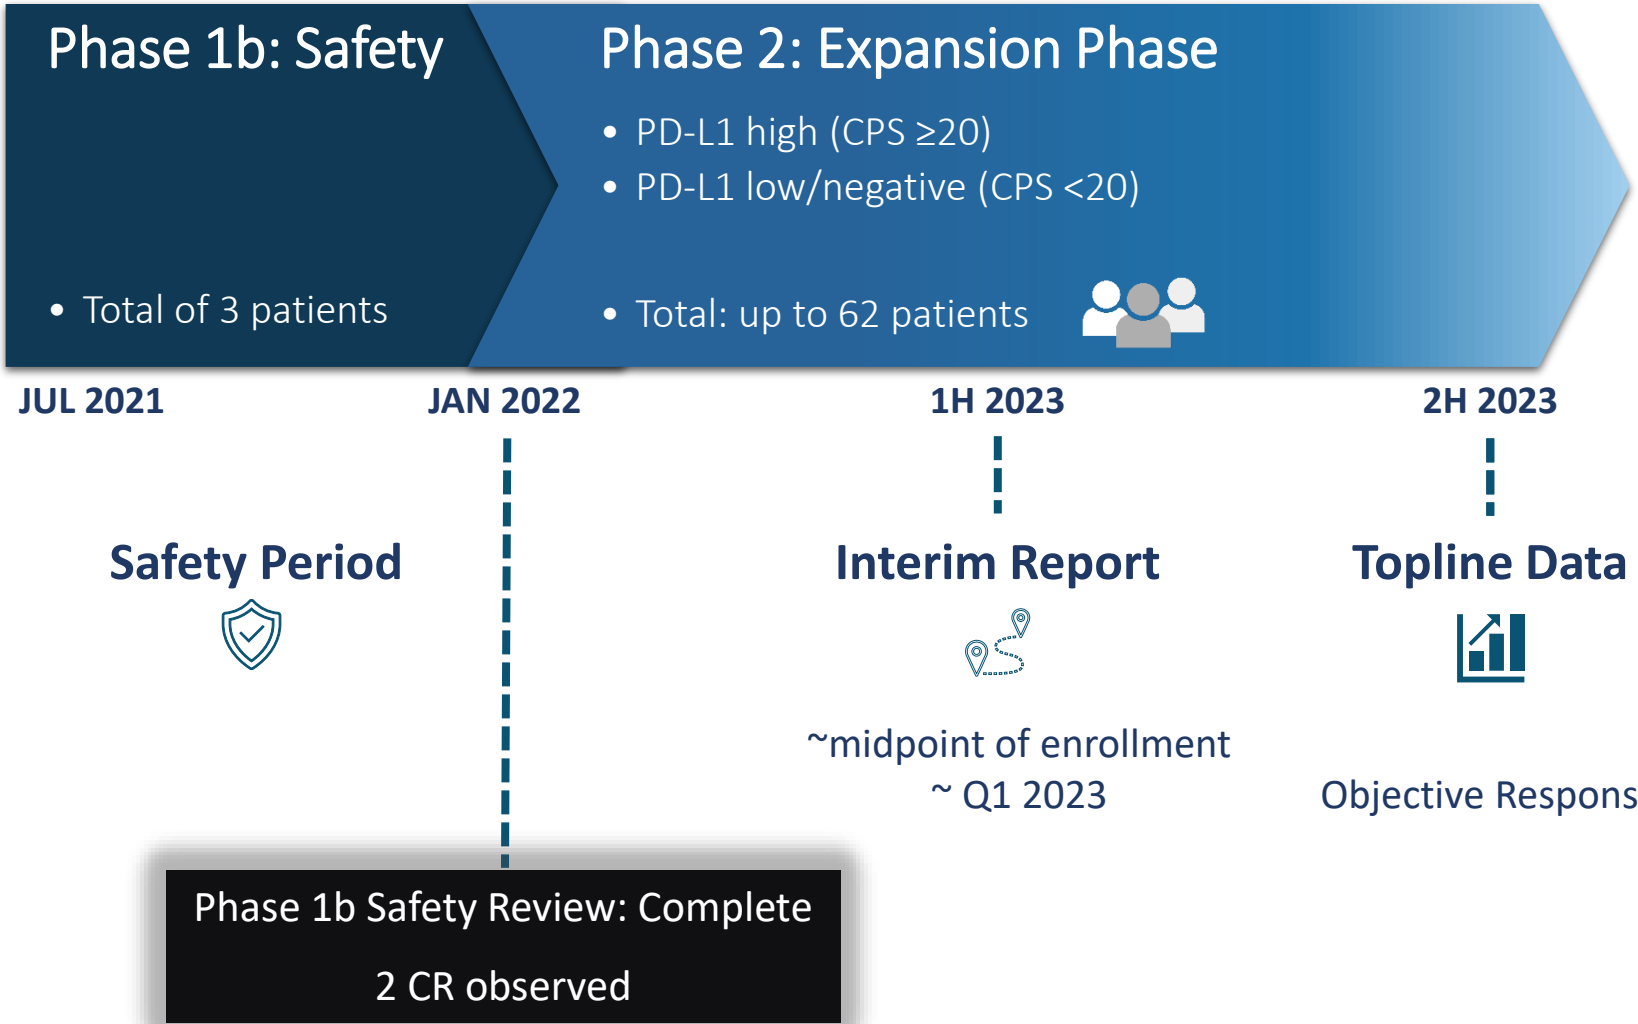 Phase 1b: Safety
• Total of 3 patients
Phase 2: Expansion Phase
• PD-L1 high (CPS ≥20)
• PD-L1 low/negative (CPS <20)
• Total: up to 62 patients
JUL 2021
JAN 2022
1H 2023
2H 2023
Safety Period
Interim Report
Topline Data
~midpoint of enrollment
~ Q1 2023
Objective Respons
Phase 1b Safety Review: Complete
2 CR observed